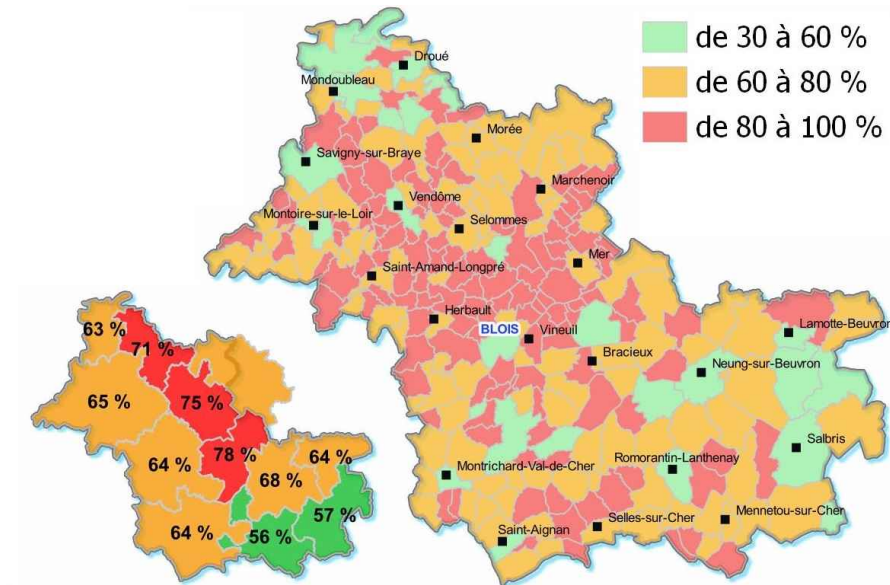 de 30 à 60 %
de 60 à 80 %
de 80 à 100 %
Droué
Mondoubleau
Morée
Savigny-sur-Braye
Marchenoir
Vendôme
Montoire-sur-le-Loir
Selommes
Mer
Saint-Amand-Longpré
Herbault
BLOIS
Vineuil
Lamotte-Beuvron
Bracieux
Neung-sur-Beuvron
Salbris
Romorantin-Lanthenay
Montrichard-Val-de-Cher
Mennetou-sur-Cher
Selles-sur-Cher
Saint-Aignan
63 %
71 %
65 %
75 %
64 %
78 %
64 %
68 %
57 %
64 %
56 %